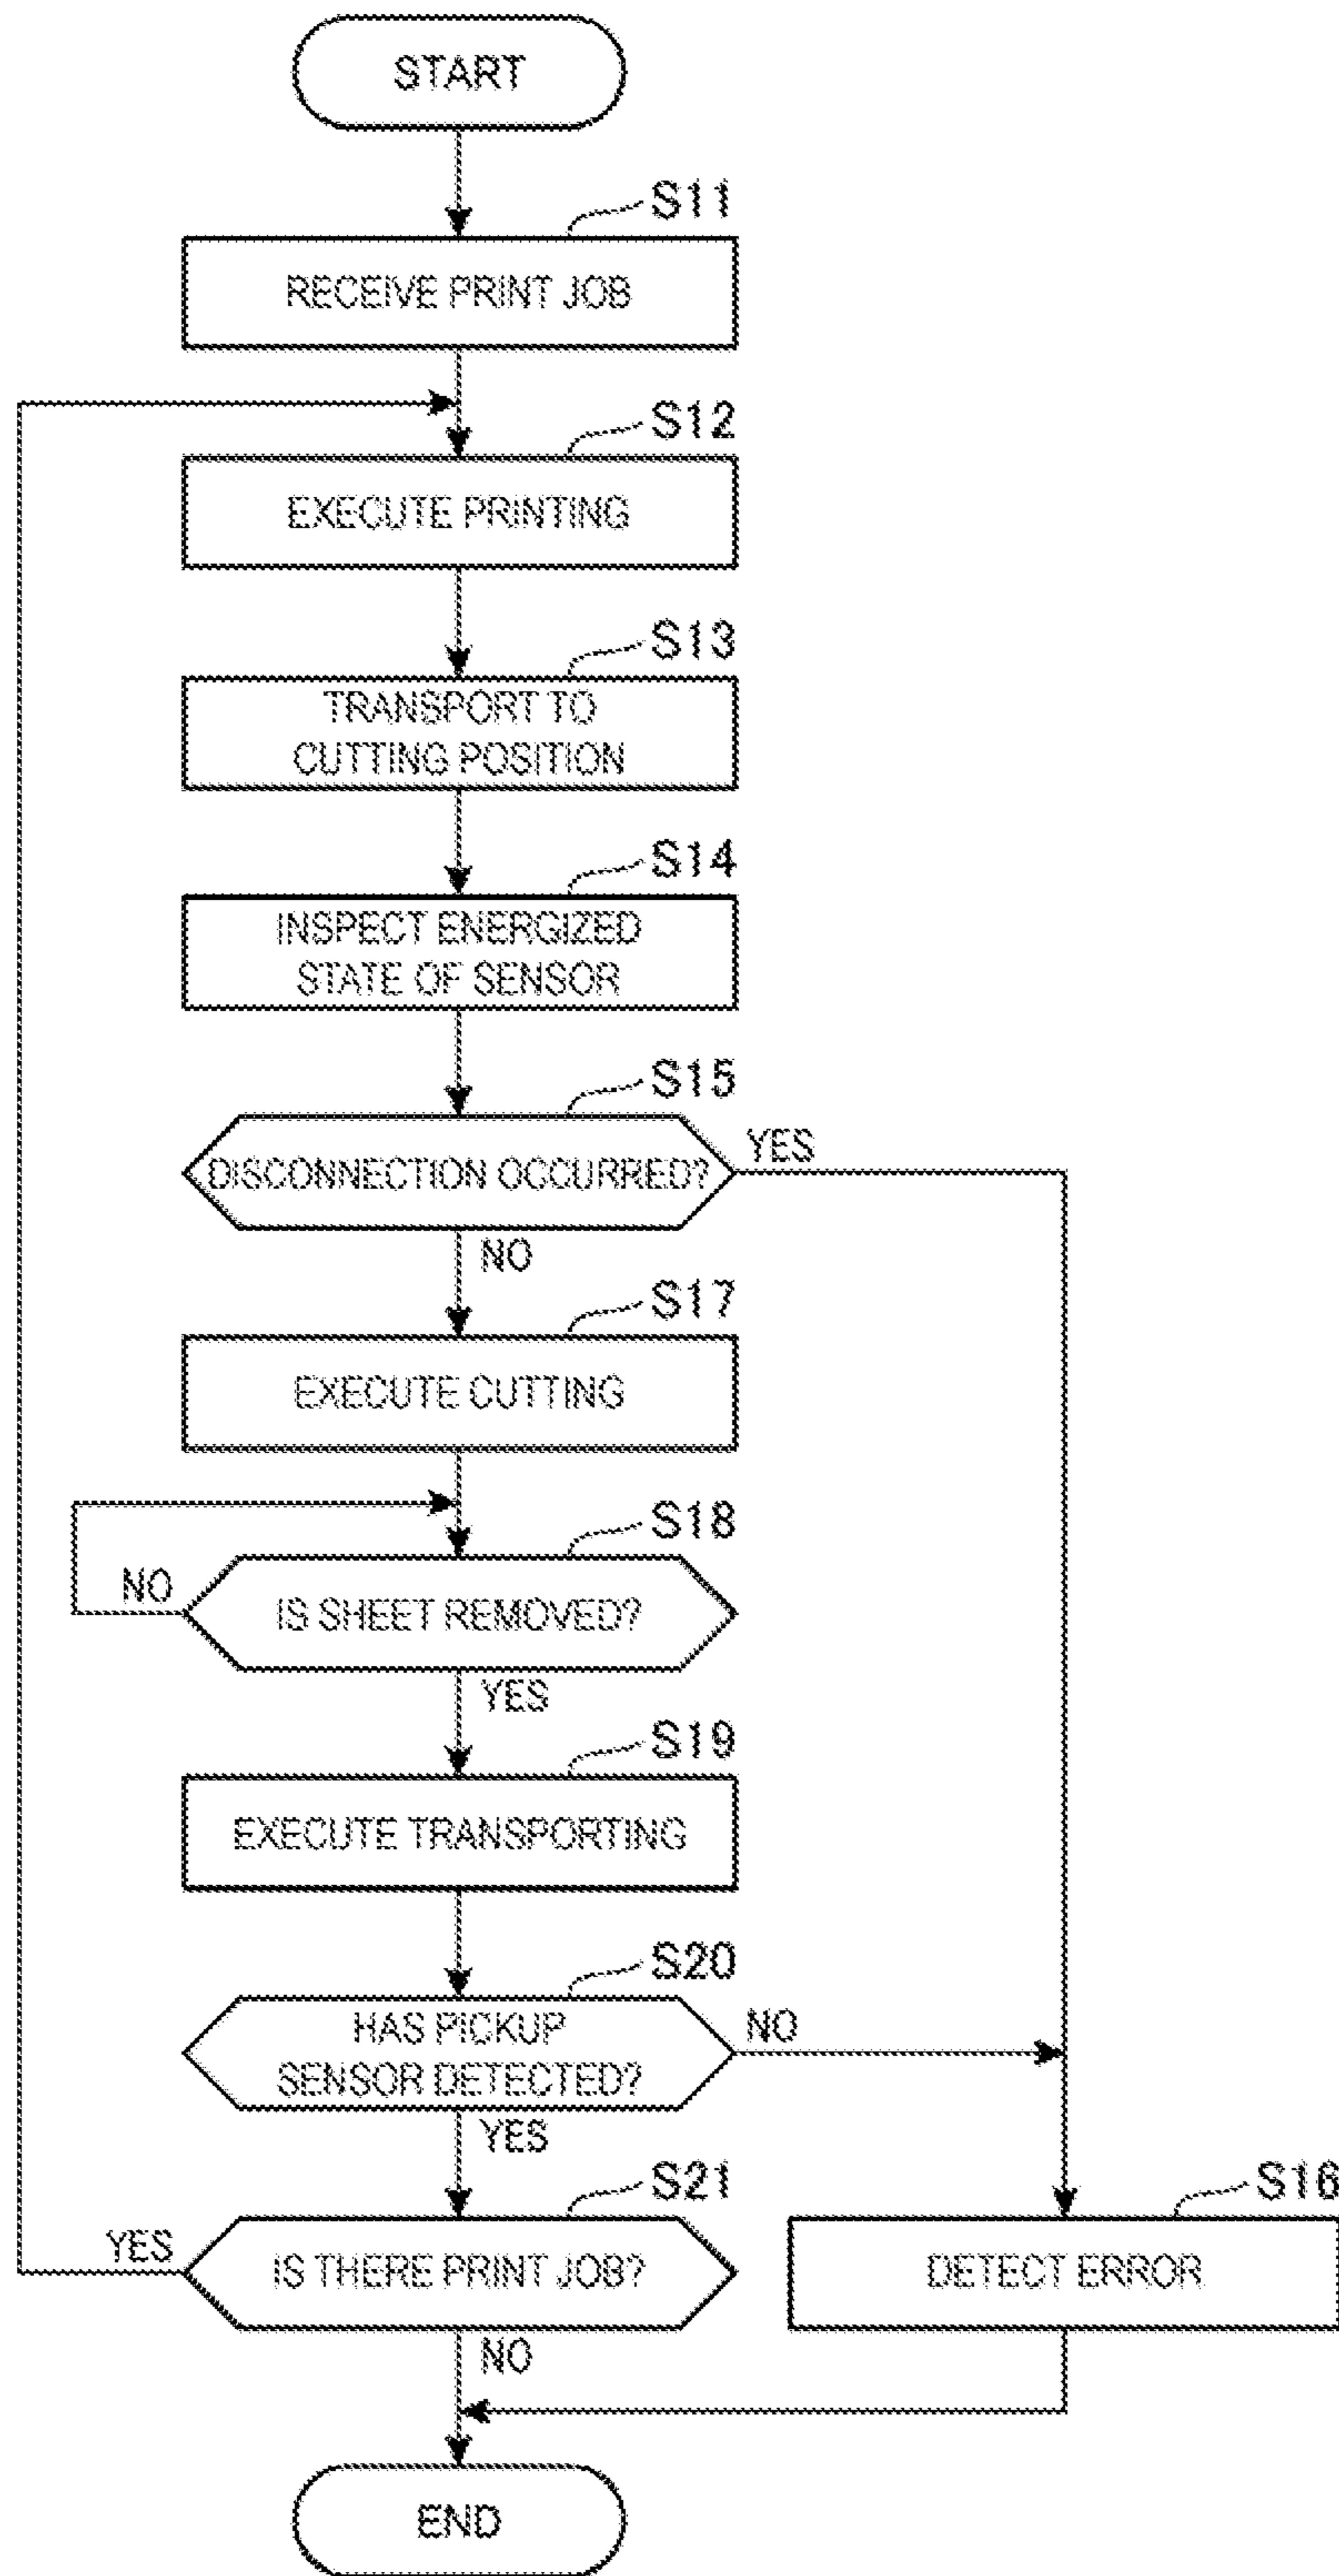 START
S11
RECEIVE PRINT JOB
S12
EXECUTE PRINTING
S13
TRANSPORT TO
CUTTING POSITION
S14
INSPECT ENERGIZED
STATE OF SENSOR
S15
DISCONNECTION OCCURRED?
YES
NO
S17
EXECUTE CUTTING
S18
NO
IS SHEET REMOVED?
YES
S19
EXECUTE TRANSPORTING
S20
HAS PICKUP
SENSOR DETECTED?
NO
YES
S21
S16
YES
IS THERE PRINT JOB?
DETECT ERROR
NO
END